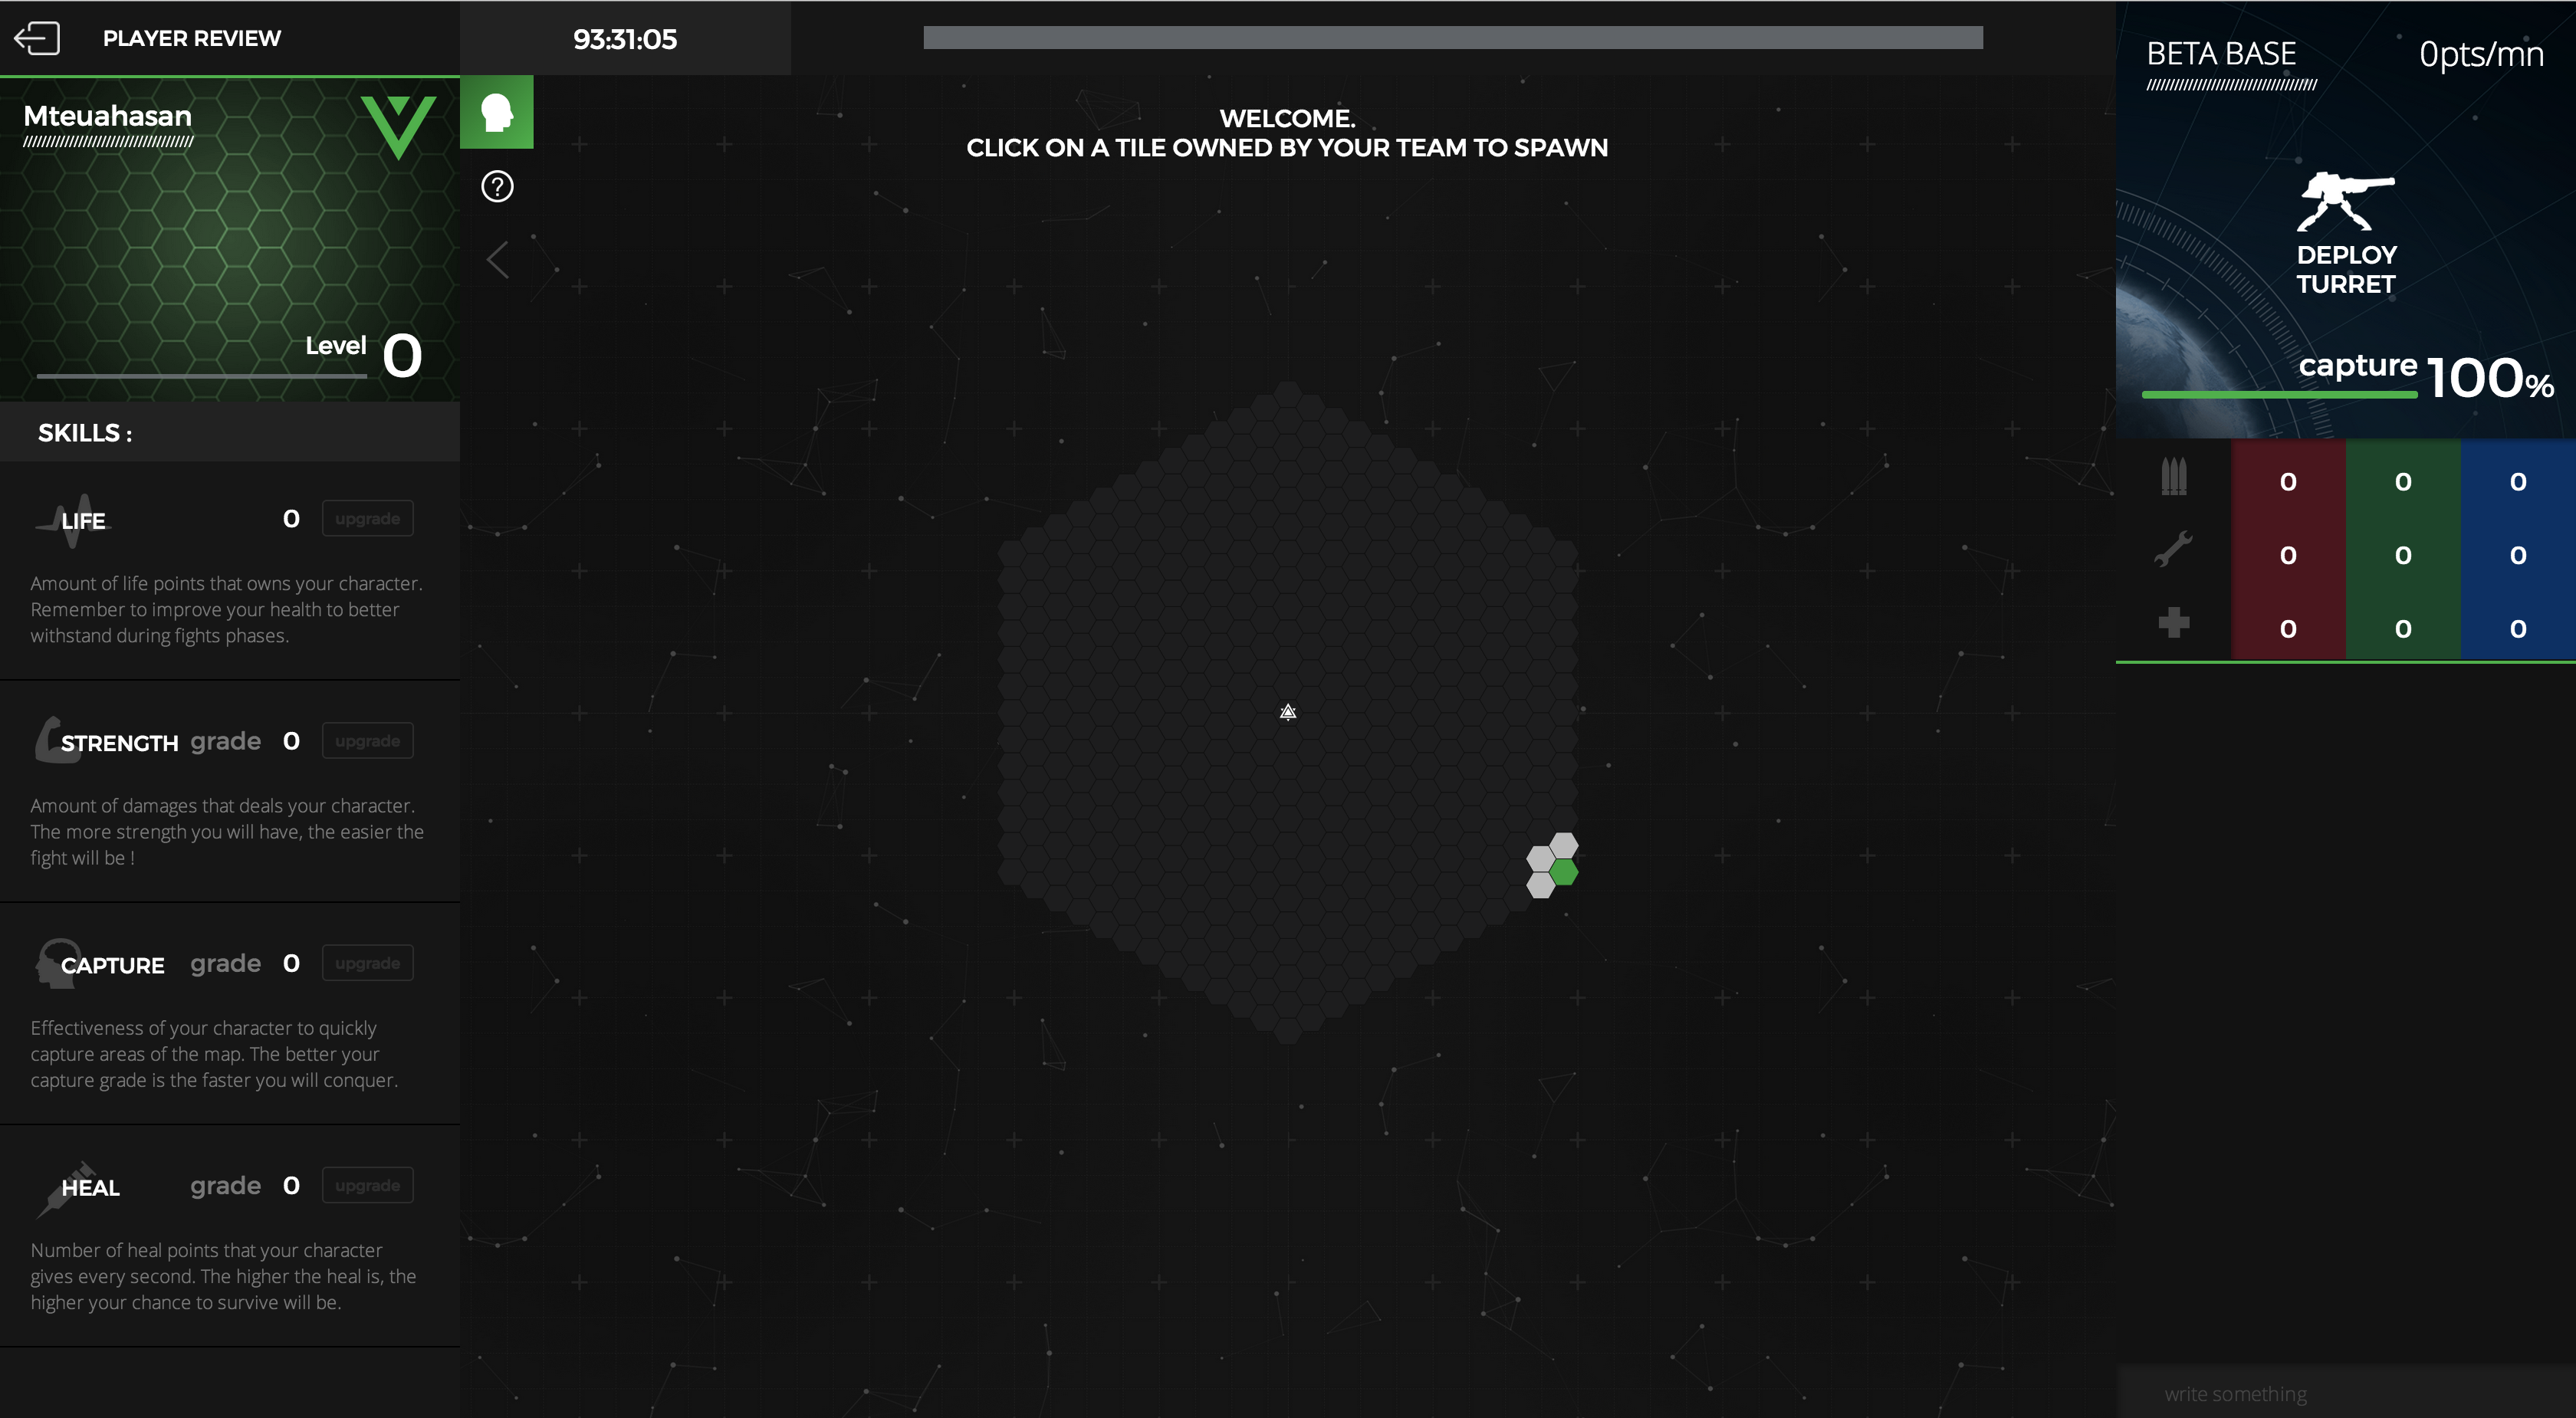 PLAYER REVIEW
93:31:05
Mteuahasan
Level 0
SKILLS :
LIFE 0 upgrade
Amount of life points that owns your character.
Remember to improve your health to better
withstand during fights phases.
STRENGTH grade 0 upgrade
Amount of damages that deals your character.
The more strength you will have, the easier the
fight will be !
CAPTURE grade 0 upgrade
Effectiveness of your character to quickly
capture areas of the map. The better your
capture grade is the faster you will conquer.
HEAL grade 0 upgrade
Number of heal points that your character
gives every second. The higher the heal is, the
higher your chance to survive will be.
?
WELCOME.
CLICK ON A TILE OWNED BY YOUR TEAM TO SPAWN
BETA BASE 0pts/mn
DEPLOY
TURRET
capture 100%
0 0 0
0 0 0
0 0 0
write something